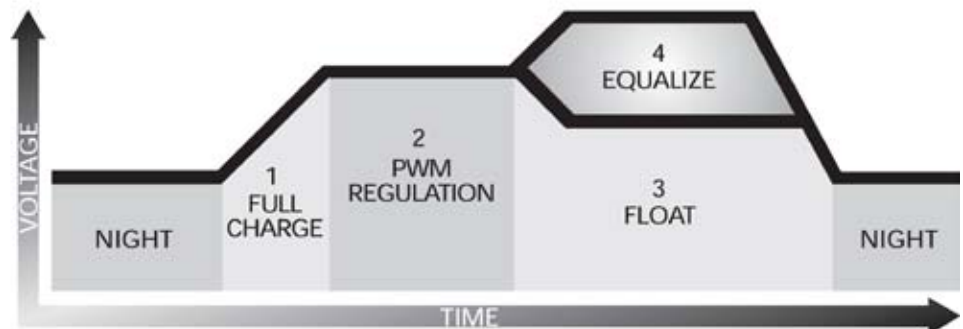 VOLTAGE
NIGHT
1
FULL
CHARGE
2
PWM
REGULATION
4
EQUALIZE
3
FLOAT
NIGHT
TIME